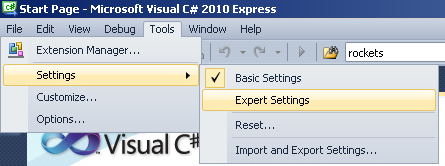 Start Page - Microsoft Visual C# 2010 Express
File Edit View Debug Tools Window Help
Extension Manager...
rockets
Settings
Basic Settings
Customize...
Expert Settings
Options...
Reset...
Visual C#
Import and Export Settings...